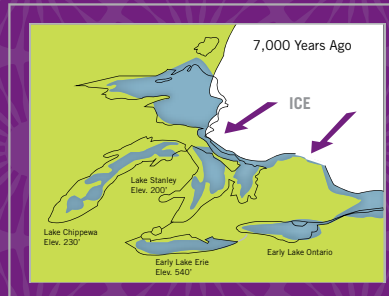 7,000 Years Ago
ICE
Lake Stanley
Elev. 200'
Lake Chippewa
Elev. 230'
Early Lake Erie
Elev. 540'
Early Lake Ontario